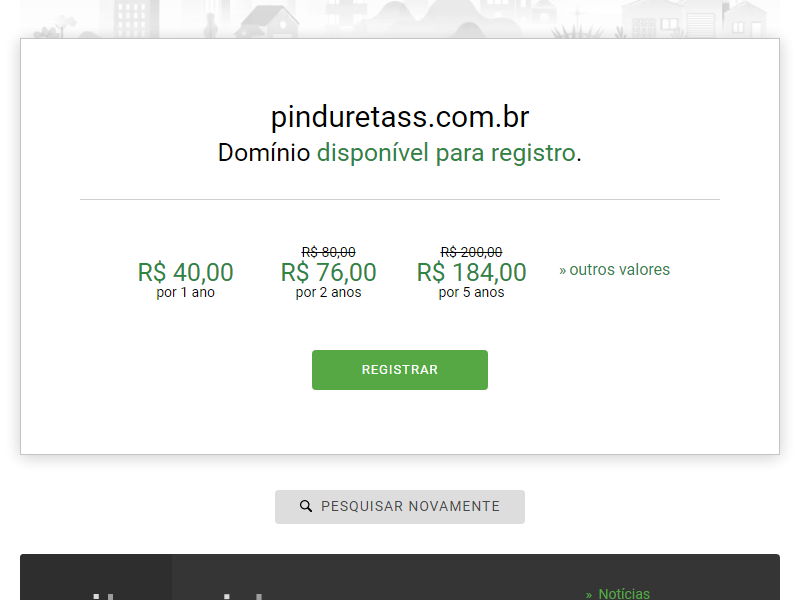 pinduretass.com.br
Domínio disponível para registro.
R$ 80,00
R$ 200,00
R$ 40,00
R$ 76,00
R$ 184,00
» outros valores
por 1 ano
por 2 anos
por 5 anos
REGISTRAR
PESQUISAR NOVAMENTE
» Notícias